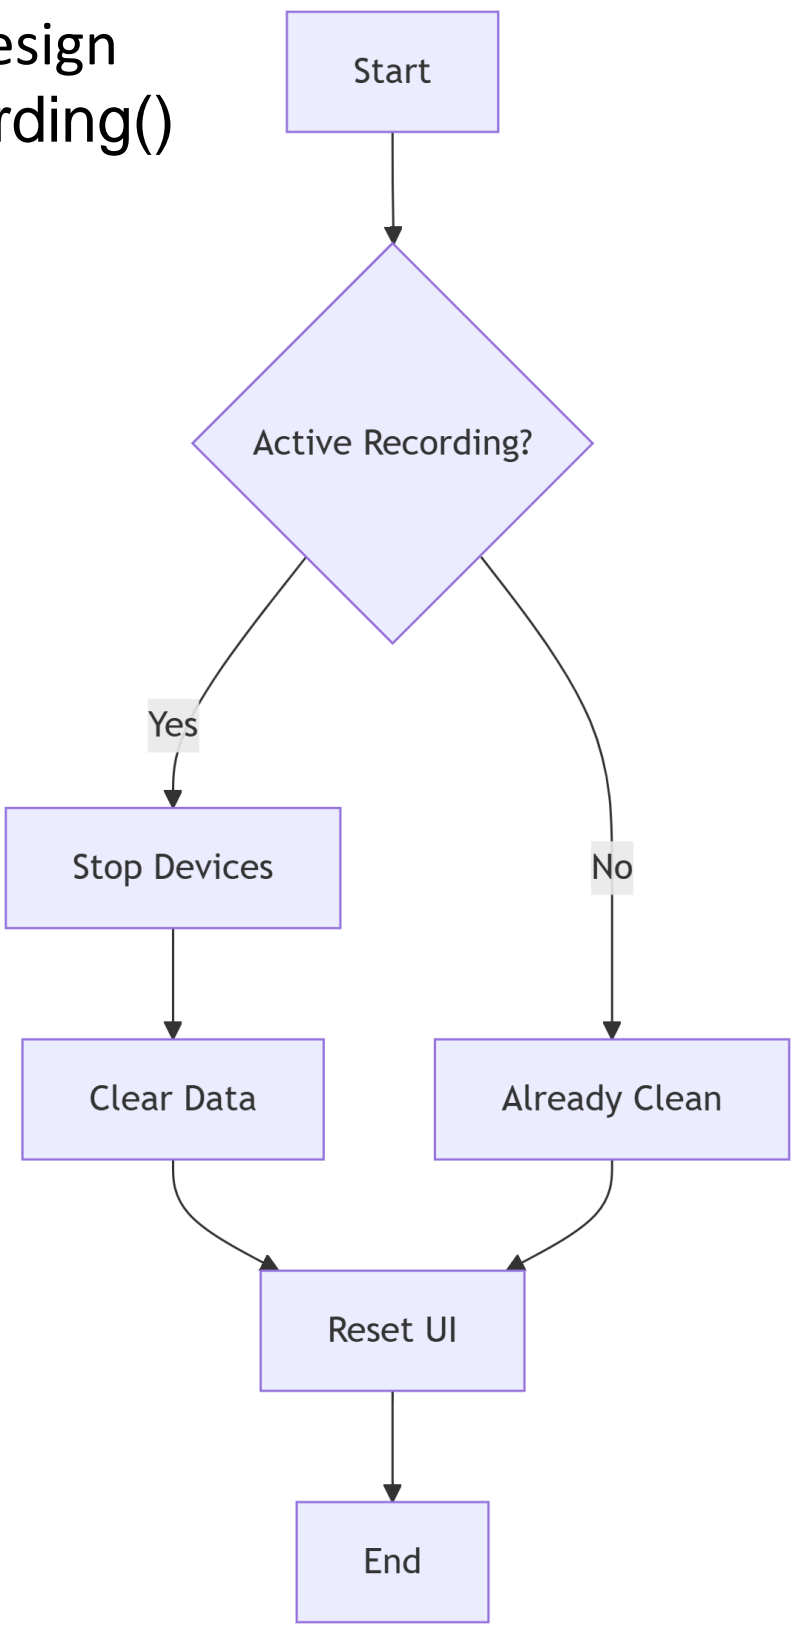 esign
rding()
Start
Active Recording?
Yes
Stop Devices
No
Clear Data
Already Clean
Reset UI
End